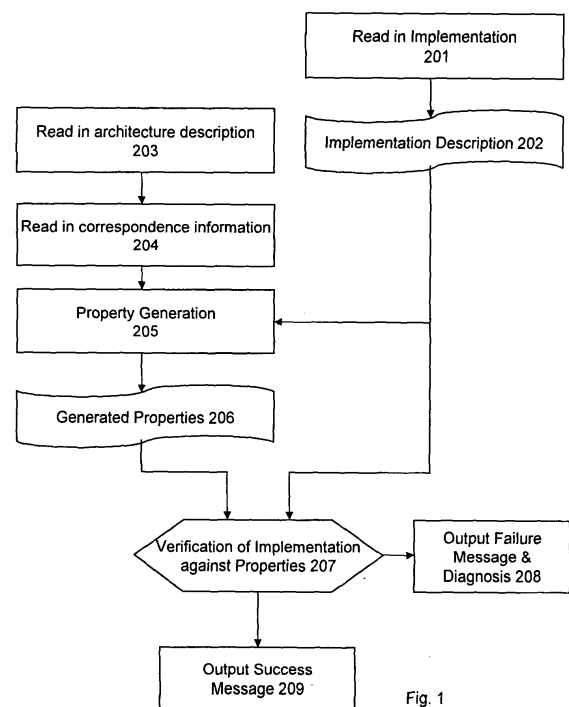 Read in Implementation
201
Implementation Description 202
Read in architecture description
203
Read in correspondence information
204
Property Generation
205
Generated Properties 206
Verification of Implementation
against Properties 207
Output Failure
Message &
Diagnosis 208
Output Success
Message 209
Fig. 1